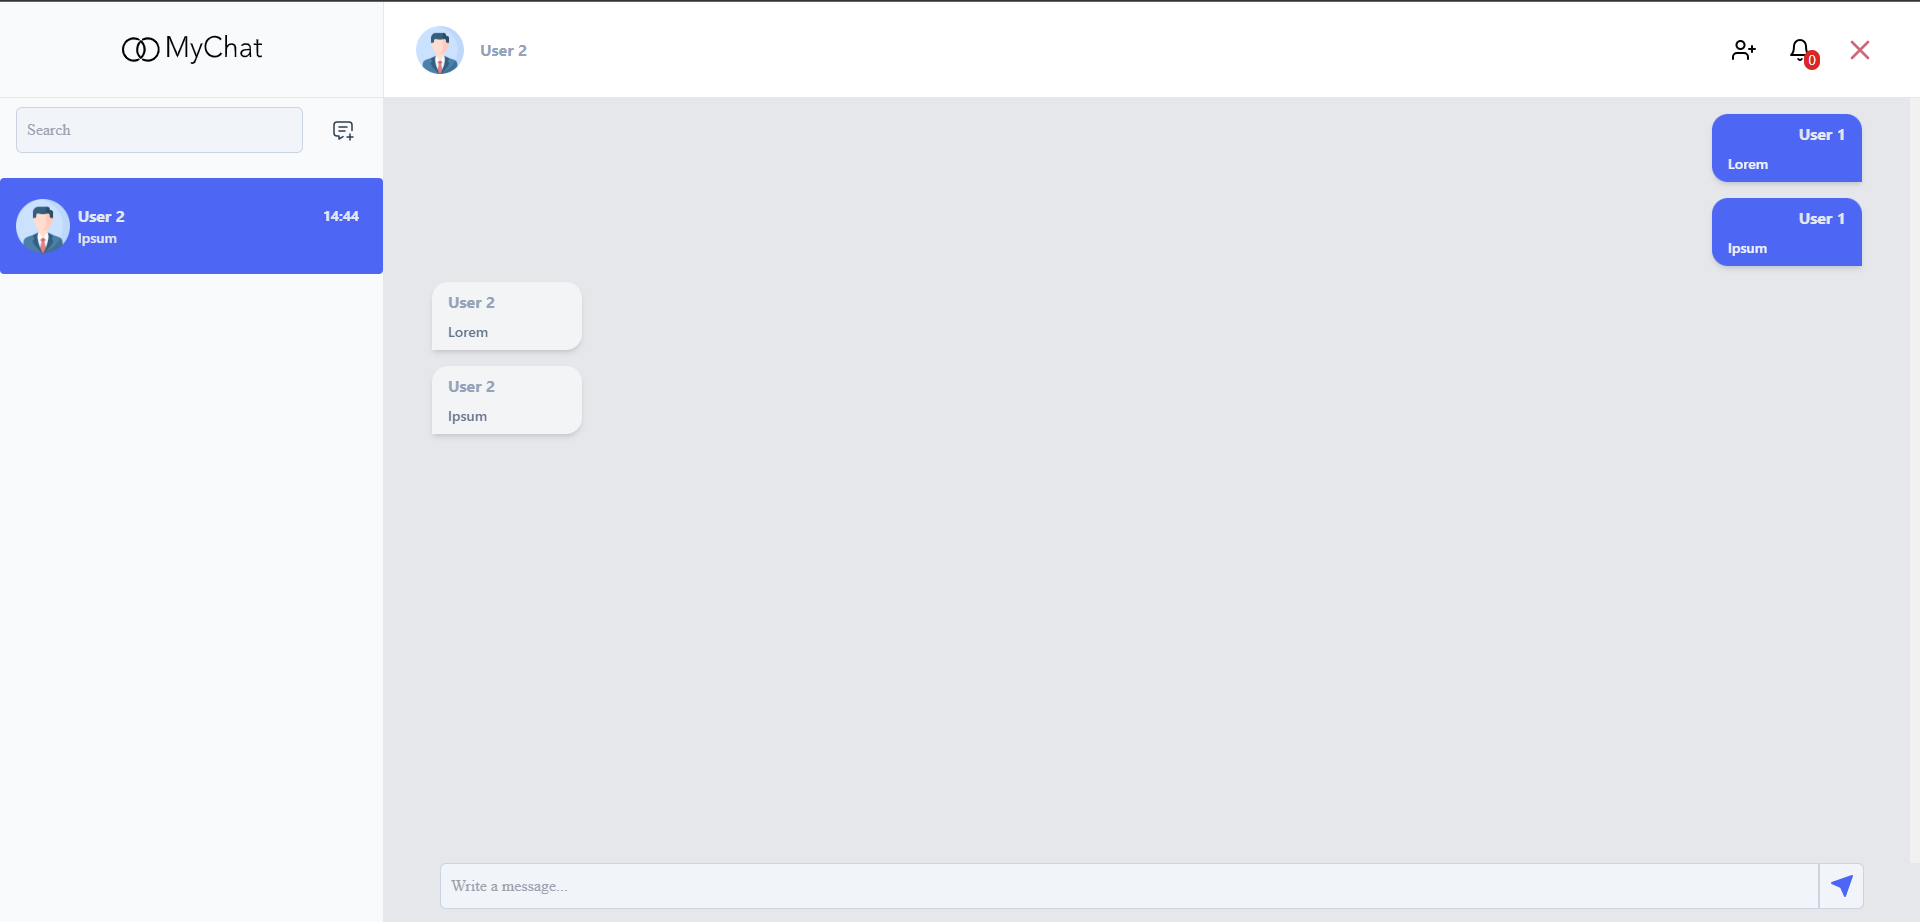 MyChat
User 2
0
Search
User 2 14:44
Ipsum
User 1
Lorem
User 1
Ipsum
User 2
Lorem
User 2
Ipsum
Write a message...